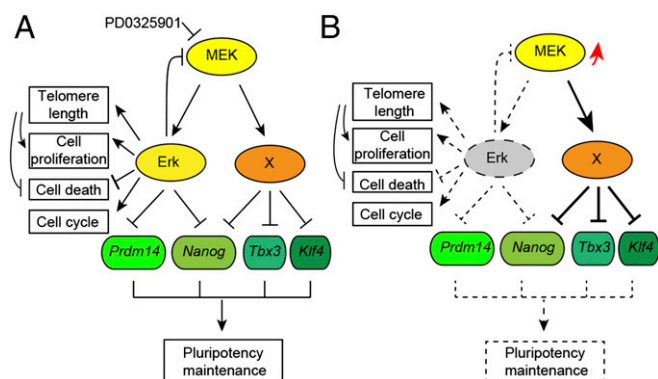 A
PD0325901
MEK
Telomere
length
Cell
proliferation
Cell death
Cell cycle
Erk
X
Prdm14
Nanog
Tbx3
Klf4
Pluripotency
maintenance
B
MEK
Telomere
length
Cell
proliferation
Cell death
Cell cycle
Erk
X
Prdm14
Nanog
Tbx3
Klf4
Pluripotency
maintenance